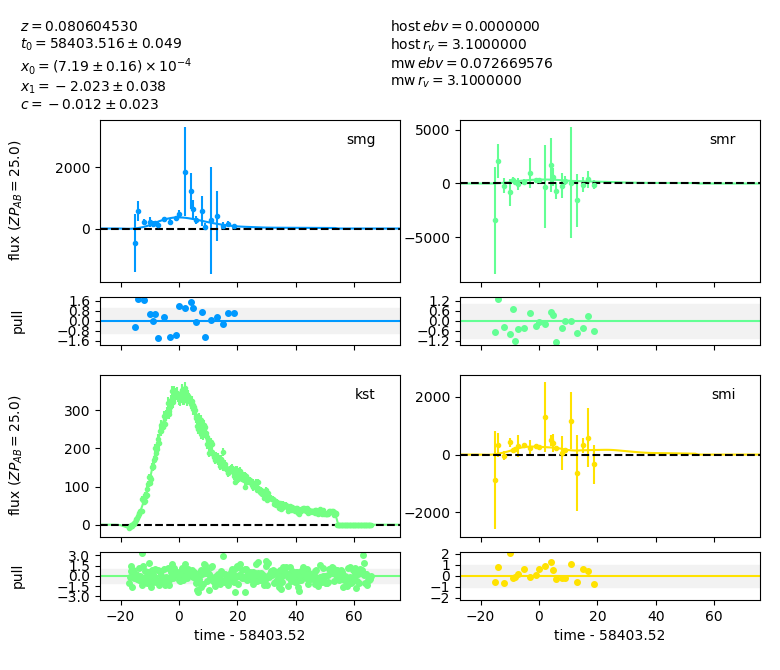 z = 0.080604530
t₀ = 58403.516 ± 0.049
x₀ = (7.19 ± 0.16) × 10⁻⁴
x₁ = −2.023 ± 0.038
c = −0.012 ± 0.023
host ebv = 0.0000000
host r_v = 3.1000000
mw ebv = 0.072669576
mw r_v = 3.1000000
smg
2000
0
flux (ZP_AB = 25.0)
smr
5000
0
−5000
1.6
0.8
0.0
−0.8
−1.6
pull
1.2
0.6
0.0
−0.6
−1.2
kst
300
200
100
0
flux (ZP_AB = 25.0)
smi
2000
0
−2000
3.0
1.5
0.0
−1.5
−3.0
pull
−20 0 20 40 60
time - 58403.52
2
1
0
−1
−2
−20 0 20 40 60
time - 58403.52